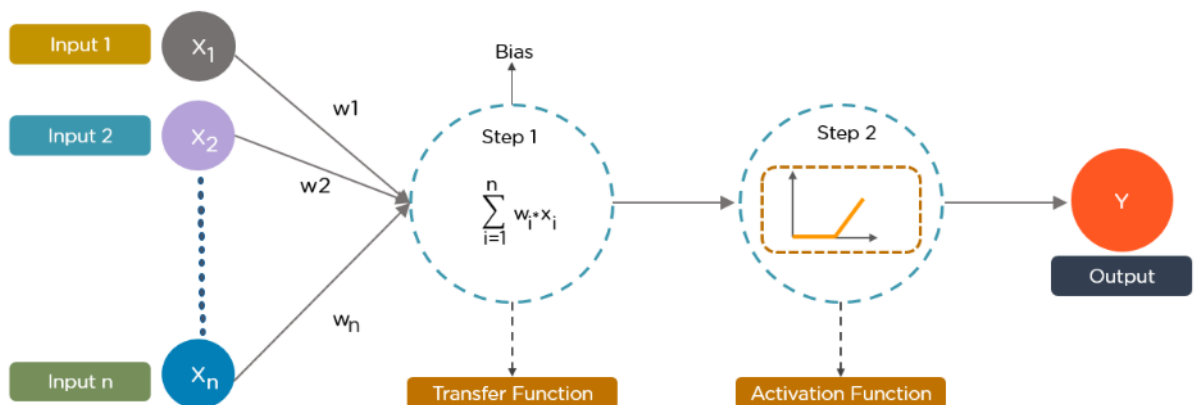 Input 1
X1
Input 2
X2
Input n
Xn
w1
w2
wn
Bias
Step 1
n
∑ wi*xi
i=1
Transfer Function
Step 2
Activation Function
Y
Output